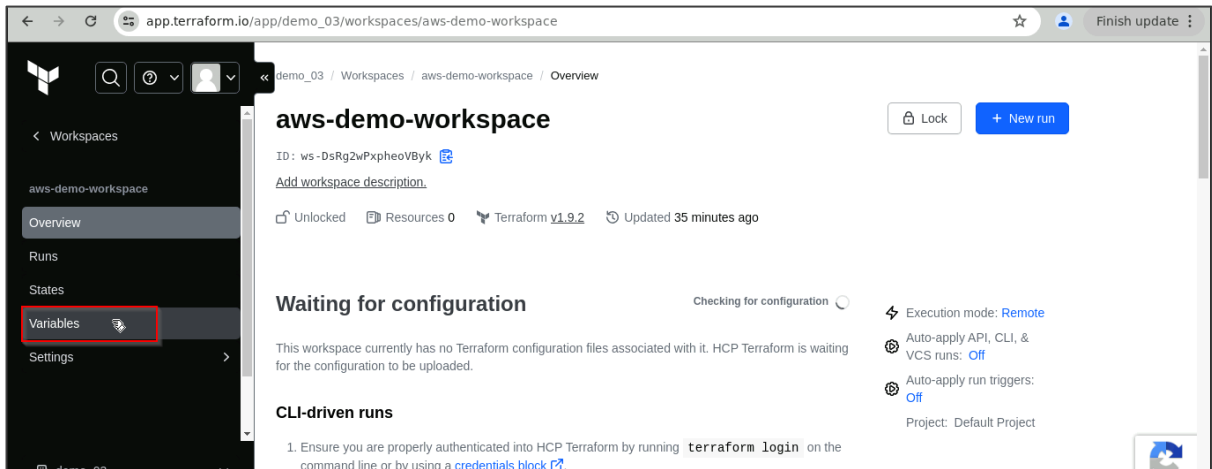 app.terraform.io/app/demo_03/workspaces/aws-demo-workspace
Finish update
demo_03 / Workspaces / aws-demo-workspace / Overview
Workspaces
aws-demo-workspace
Overview
Runs
States
Variables
Settings
aws-demo-workspace
Lock
+ New run
ID: ws-DsRg2wPxpheoVByk
Add workspace description.
Unlocked Resources 0 Terraform v1.9.2 Updated 35 minutes ago
Waiting for configuration
Checking for configuration
This workspace currently has no Terraform configuration files associated with it. HCP Terraform is waiting
for the configuration to be uploaded.
CLI-driven runs
1. Ensure you are properly authenticated into HCP Terraform by running terraform login on the
command line or by using a credentials block.
Execution mode: Remote
Auto-apply API, CLI, &
VCS runs: Off
Auto-apply run triggers:
Off
Project: Default Project
demo_03